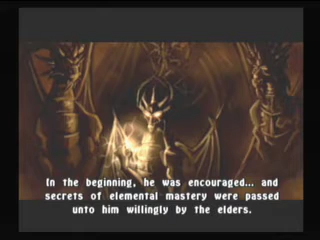 In the beginning, he was encouraged... and
secrets of elemental mastery were passed
unto him willingly by the elders.